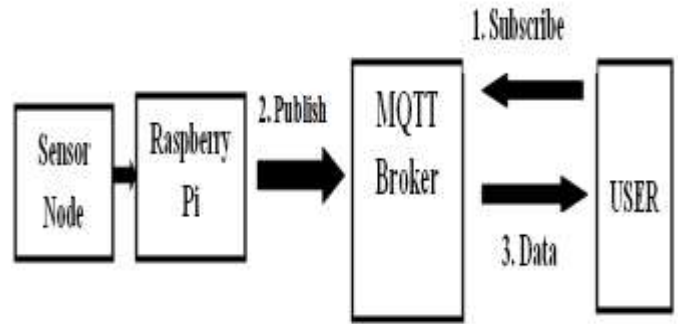 Sensor
Node
Raspberry
Pi
2. Publish
MQTT
Broker
1. Subscribe
3. Data
USER